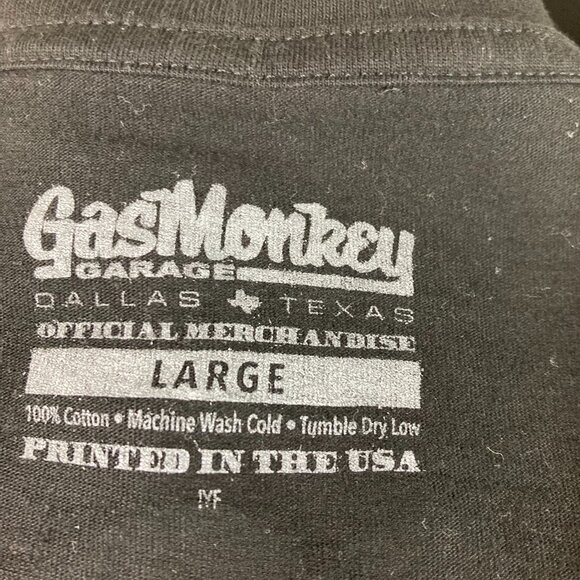 GasMonkey
GARAGE
DALLAS TEXAS
OFFICIAL MERCHANDISE
LARGE
100% Cotton • Machine Wash Cold • Tumble Dry Low
PRINTED IN THE USA